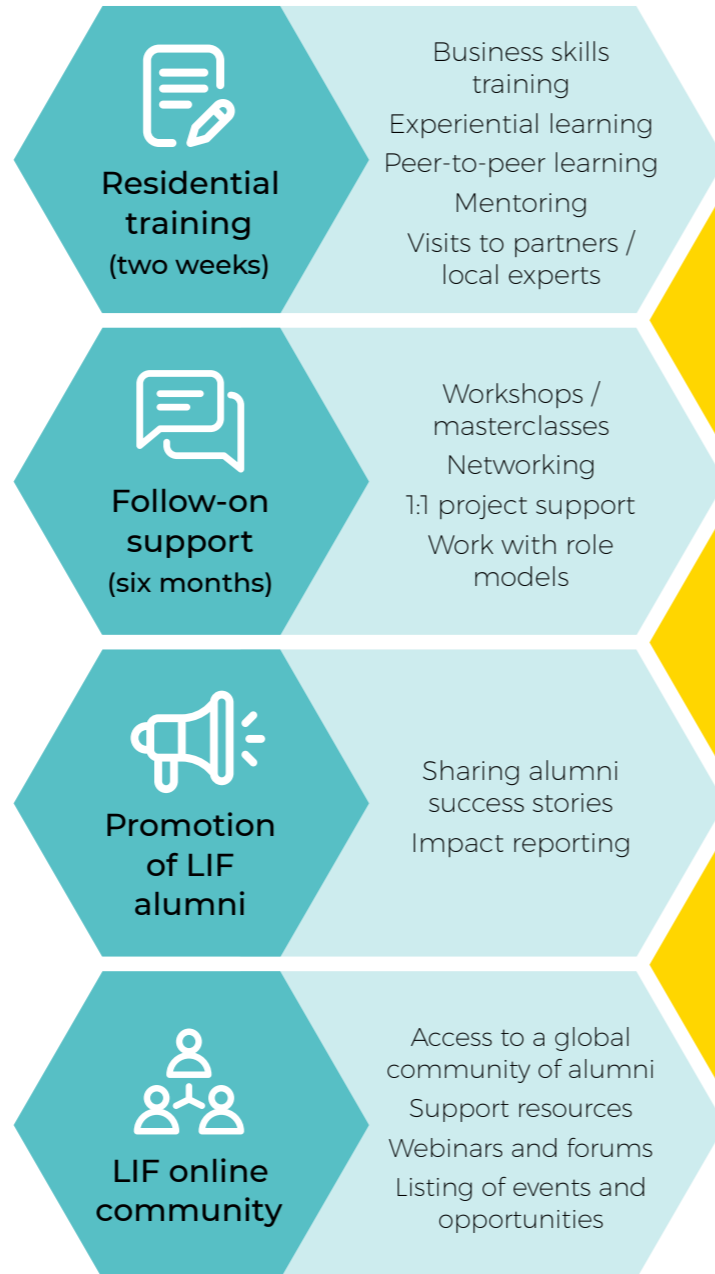 Residential
training
(two weeks)
Business skills
training
Experiential learning
Peer-to-peer learning
Mentoring
Visits to partners /
local experts
Follow-on
support
(six months)
Workshops /
masterclasses
Networking
1:1 project support
Work with role
models
Promotion
of LIF
alumni
Sharing alumni
success stories
Impact reporting
LIF online
community
Access to a global
community of alumni
Support resources
Webinars and forums
Listing of events and
opportunities